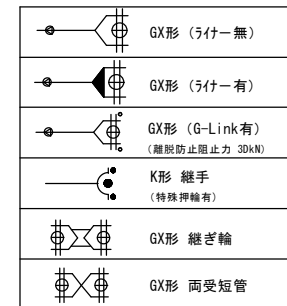 GX形 (ライナー無)
GX形 (ライナー有)
GX形 (G-Link有)
(離脱防止阻止力 3DkN)
K形 継手
(特殊押輪有)
GX形 継ぎ輪
GX形 両受短管